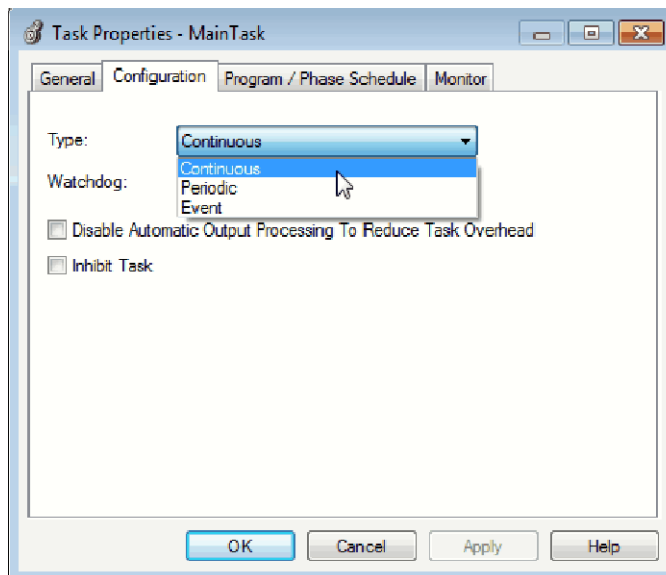 Task Properties - MainTask
General Configuration Program / Phase Schedule Monitor
Type: Continuous
Continuous
Watchdog:
Periodic
Event
Disable Automatic Output Processing To Reduce Task Overhead
Inhibit Task
OK Cancel Apply Help